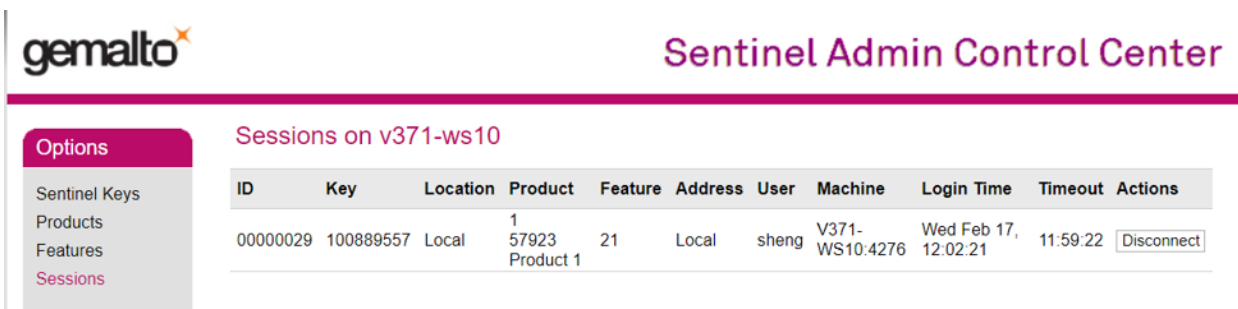 gemalto
Sentinel Admin Control Center
Options
Sentinel Keys
Products
Features
Sessions
Sessions on v371-ws10
ID Key Location Product Feature Address User Machine Login Time Timeout Actions
00000029 100889557 Local 1 57923 Product 1 21 Local sheng V371-WS10:4276 Wed Feb 17, 12:02:21 11:59:22 Disconnect